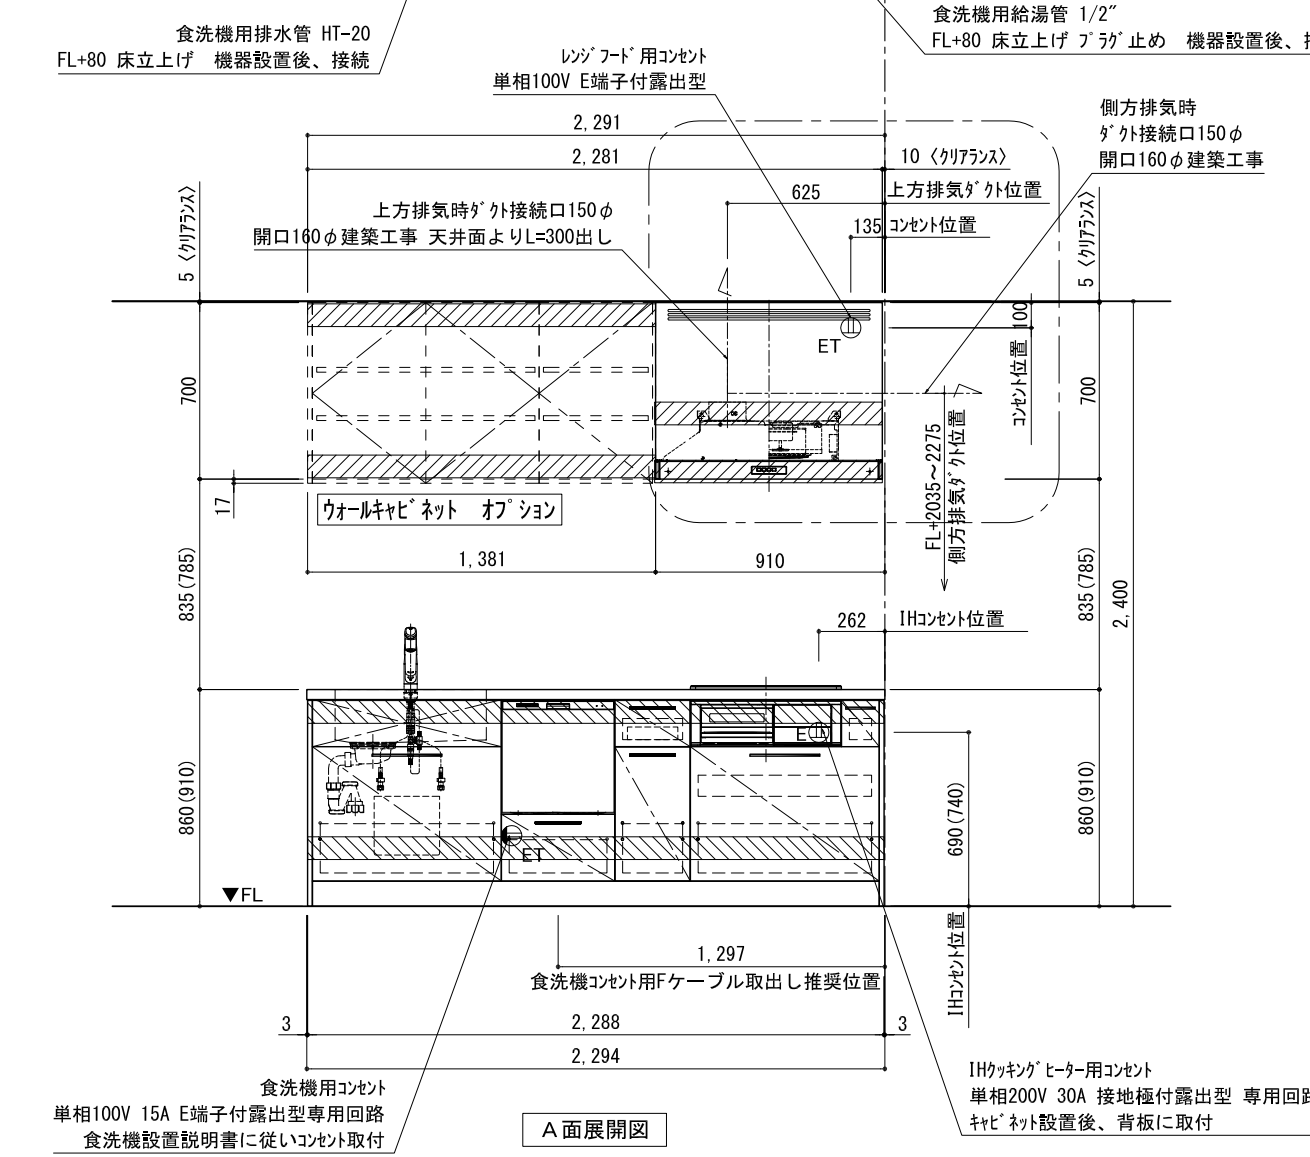 食洗機用排水管 HT-20
FL+80 床立上げ 機器設置後、接続
食洗機用給湯管 1/2″
FL+80 床立上げ プラグ止め 機器設置後、
レンジフード用コンセント
単相100V E端子付露出型
側方排気時
ダクト接続口150φ
開口160φ建築工事
2,291
2,281
10 〈クリアランス〉
625
上方排気ダクト位置
135
コンセント位置
上方排気時ダクト接続口150φ
開口160φ建築工事 天井面よりL=300出し
5 〈クリアランス〉
5 〈クリアランス〉
ET
コンセント位置 100
700
700
FL+2035~2275
側方排気ダクト位置
17
ウォールキャビネット オプション
1,381
910
835(785)
835(785)
2,400
262
IHコンセント位置
E
ET
860(910)
690(740)
860(910)
▼FL
IHコンセント位置
1,297
食洗機コンセント用Fケーブル取出し推奨位置
3
2,288
3
2,294
食洗機用コンセント
単相100V 15A E端子付露出型専用回路
食洗機設置説明書に従いコンセント取付
IHクッキングヒーター用コンセント
単相200V 30A 接地極付露出型 専用回路
キャビネット設置後、背板に取付
A面展開図